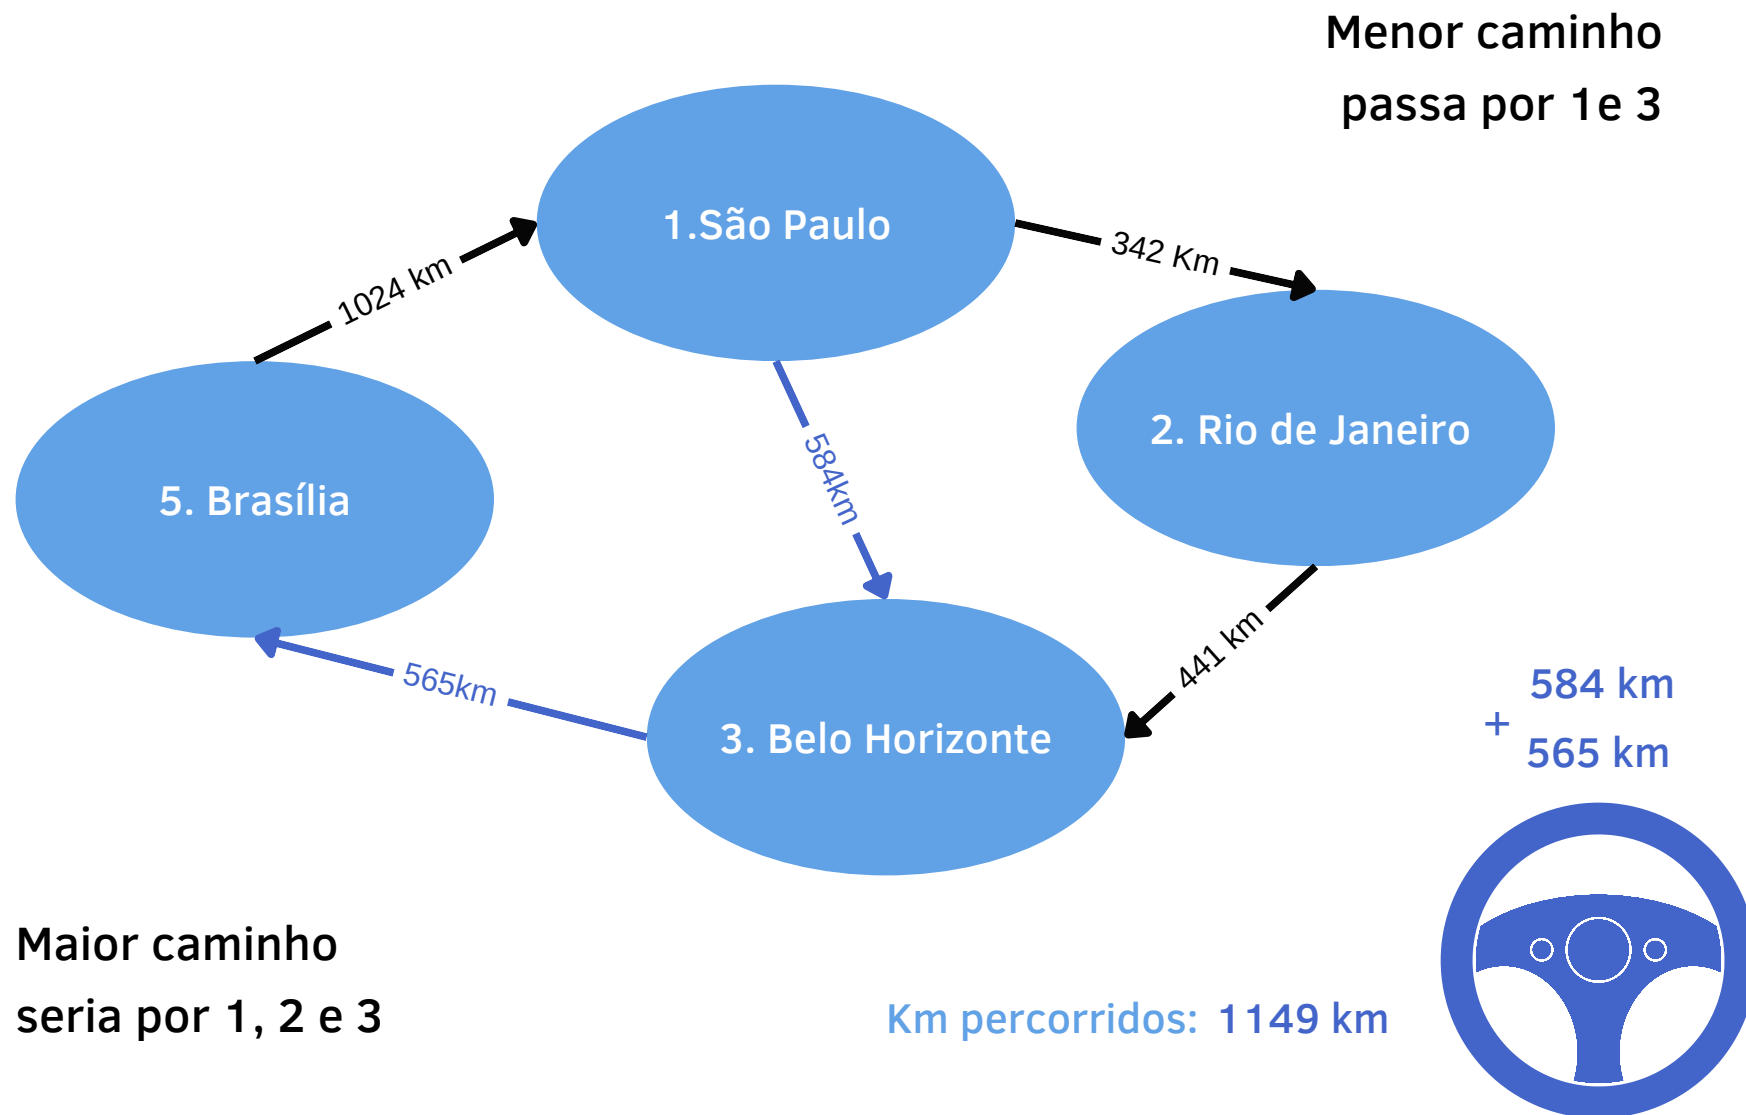 Menor caminho
passa por 1e 3
1.São Paulo
342 Km
1024 km
2. Rio de Janeiro
584km
5. Brasília
441 km
565km
3. Belo Horizonte
584 km
+
565 km
Maior caminho
seria por 1, 2 e 3
Km percorridos: 1149 km